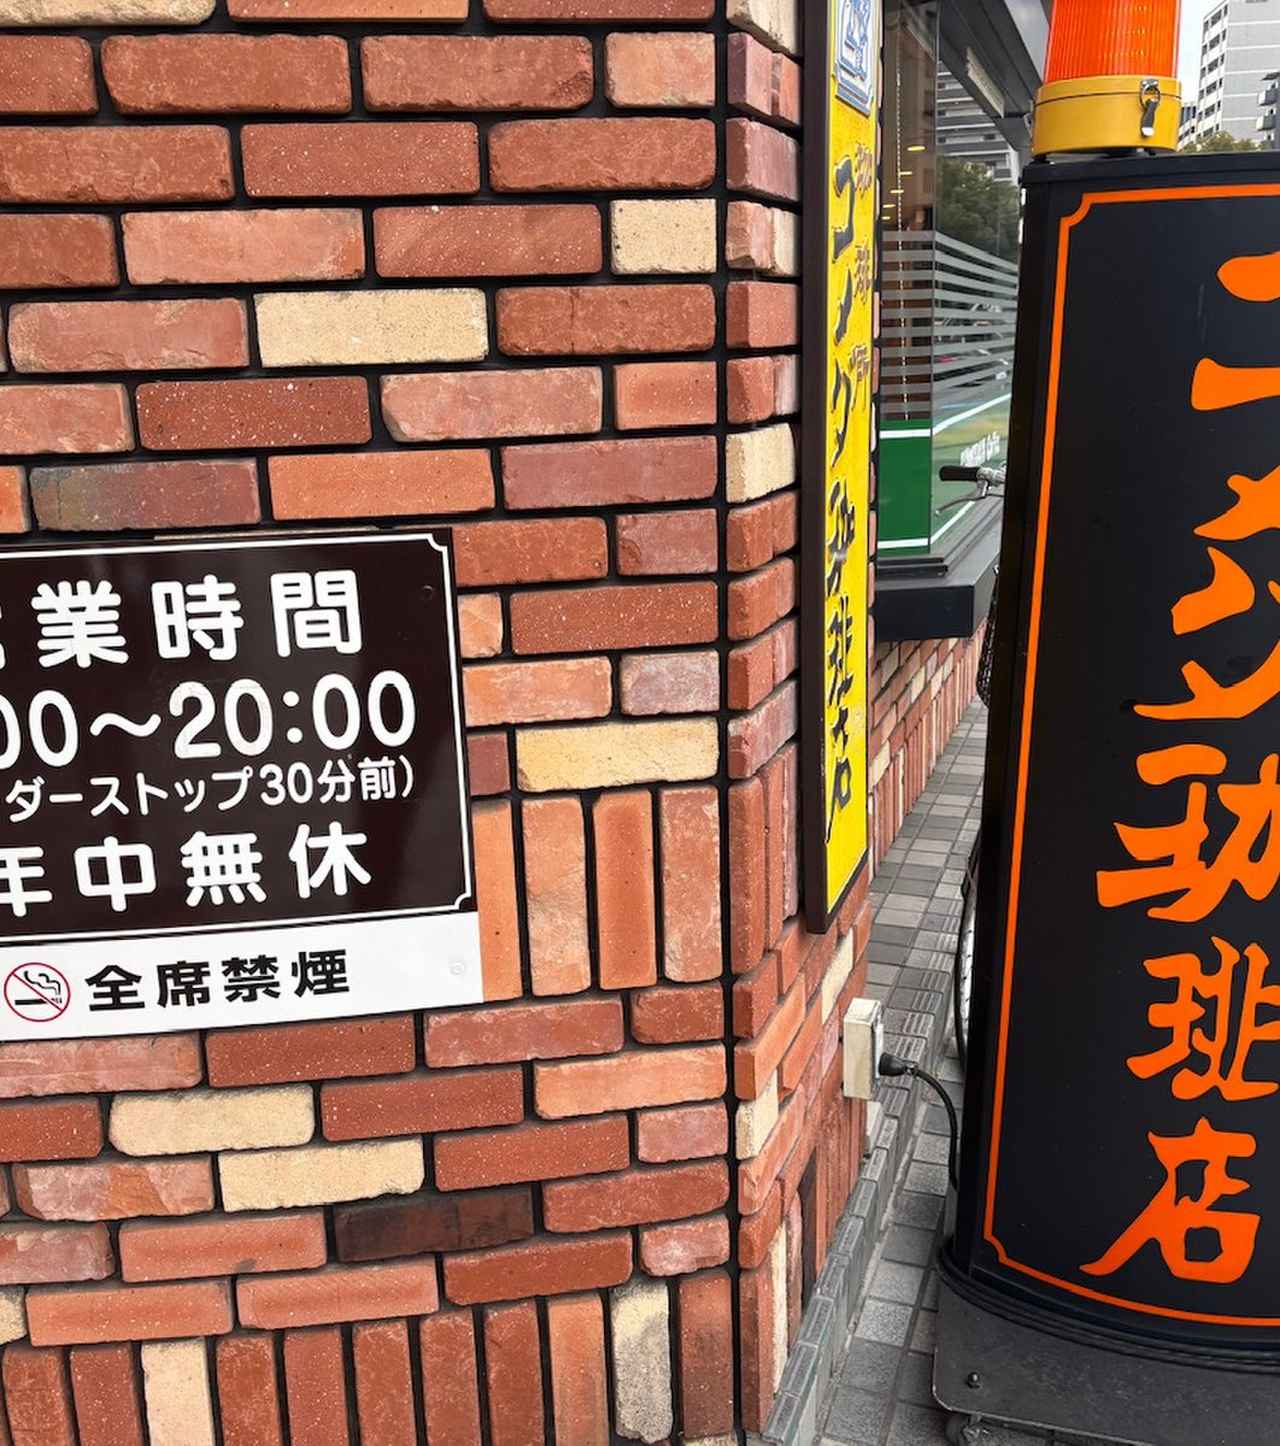 業時間
00～20:00
ダーストップ30分前）
年中無休
全席禁煙
コメダ珈琲店
コメダ珈琲店